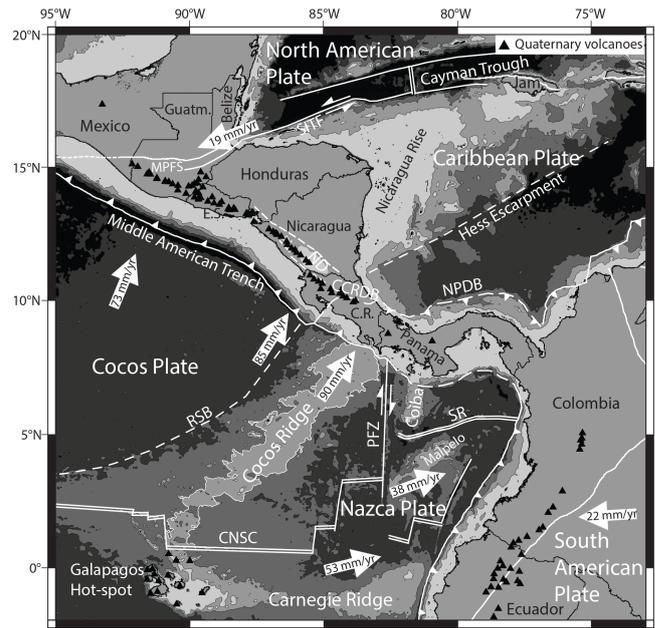 95°W 90°W 85°W 80°W 75°W
20°N
North American
Plate
▲ Quaternary volcanoes
Cayman Trough
Jam.
Belize
Guatm.
Mexico
19 mm/yr
SITF
15°N
MPFS
Honduras
Nicaragua Rise
Caribbean Plate
Hess Escarpment
E.S.
Nicaragua
ND
Middle American Trench
73 mm/yr
CCRDB
NPDB
10°N
C.R.
85 mm/yr
Panama
Cocos Plate
90 mm/yr
Coiba
Colombia
RSB
Cocos Ridge
PFZ
SR
5°N
Malpelo
38 mm/yr
Nazca Plate
22 mm/yr
CNSC
South
American
Plate
53 mm/yr
0°
Galapagos
Hot-spot
Carnegie Ridge
Ecuador